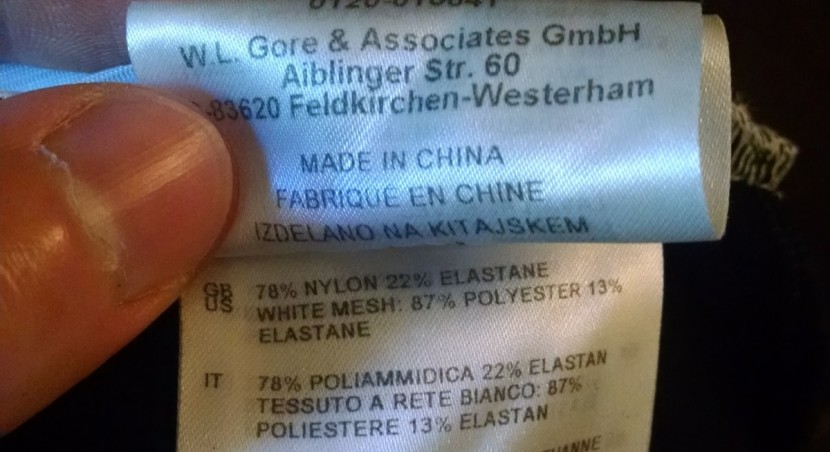 W.L. Gore & Associates GmbH
Aiblinger Str. 60
-83620 Feldkirchen-Westerham
MADE IN CHINA
FABRIQUÉ EN CHINE
IZDELANO NA KITAJSKEM
GB 78% NYLON 22% ELASTANE
US WHITE MESH: 87% POLYESTER 13%
ELASTANE
IT 78% POLIAMMIDICA 22% ELASTAN
TESSUTO A RETE BIANCO: 87%
POLIESTERE 13% ELASTAN